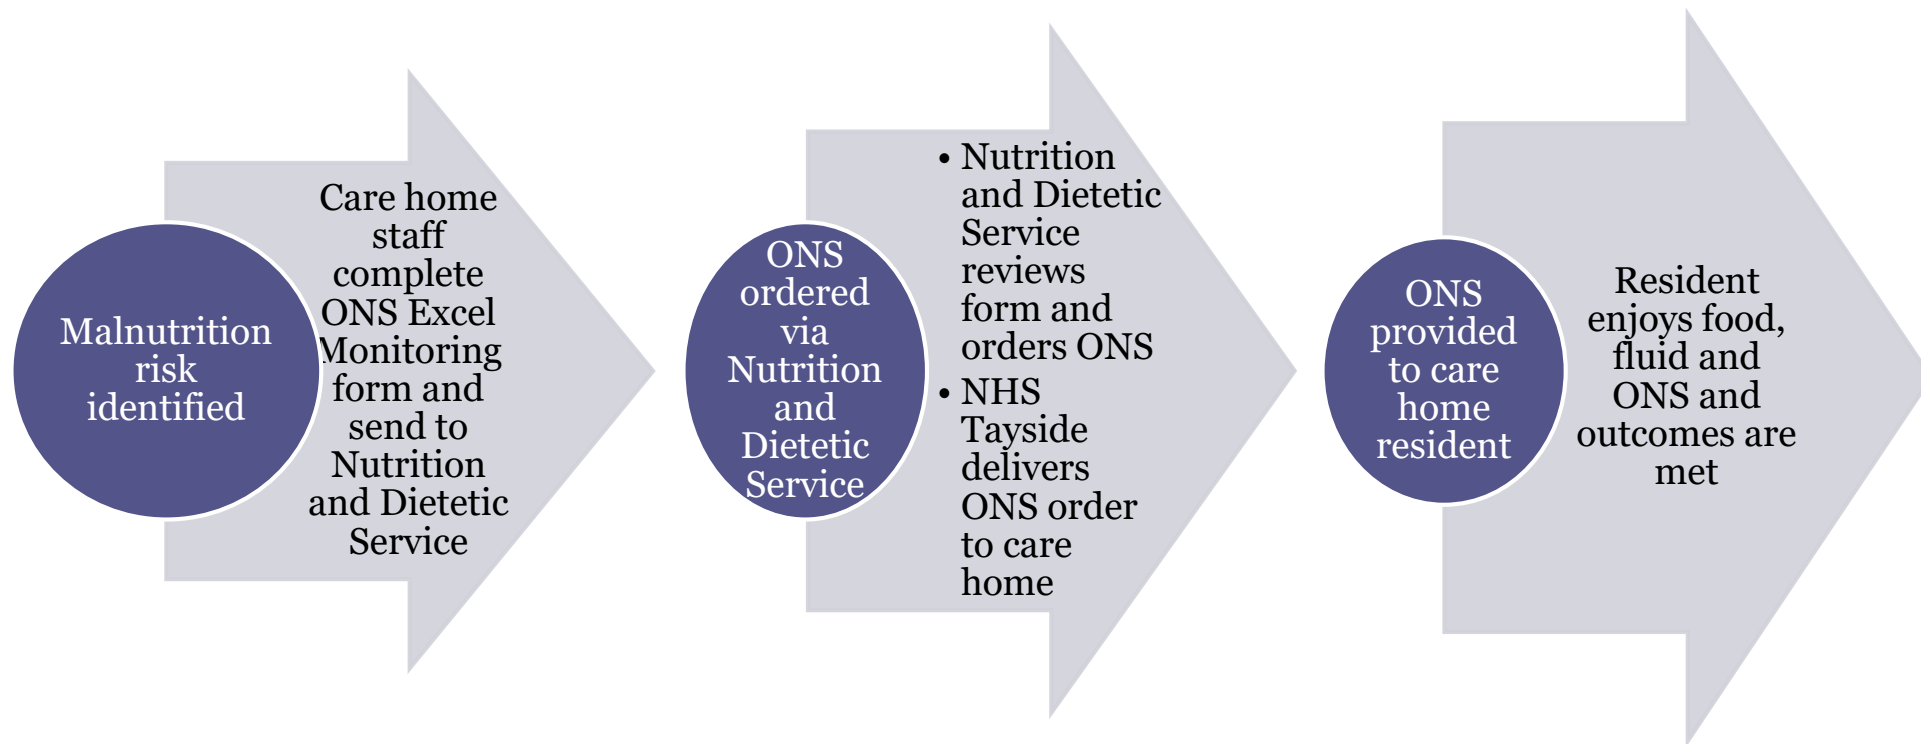 Malnutrition
risk
identified
Care home
staff
complete
ONS Excel
Monitoring
form and
send to
Nutrition
and Dietetic
Service
ONS
ordered
via
Nutrition
and
Dietetic
Service
• Nutrition
and Dietetic
Service
reviews
form and
orders ONS
• NHS
Tayside
delivers
ONS order
to care
home
ONS
provided
to care
home
resident
Resident
enjoys food,
fluid and
ONS and
outcomes are
met